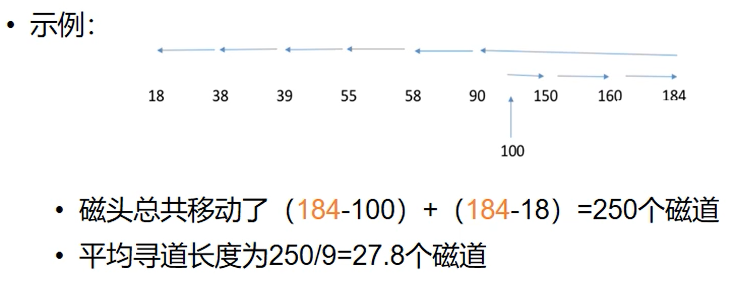 • 示例：
18 38 39 55 58 90 150 160 184
100
• 磁头总共移动了（184-100）+（184-18）=250个磁道
• 平均寻道长度为250/9=27.8个磁道